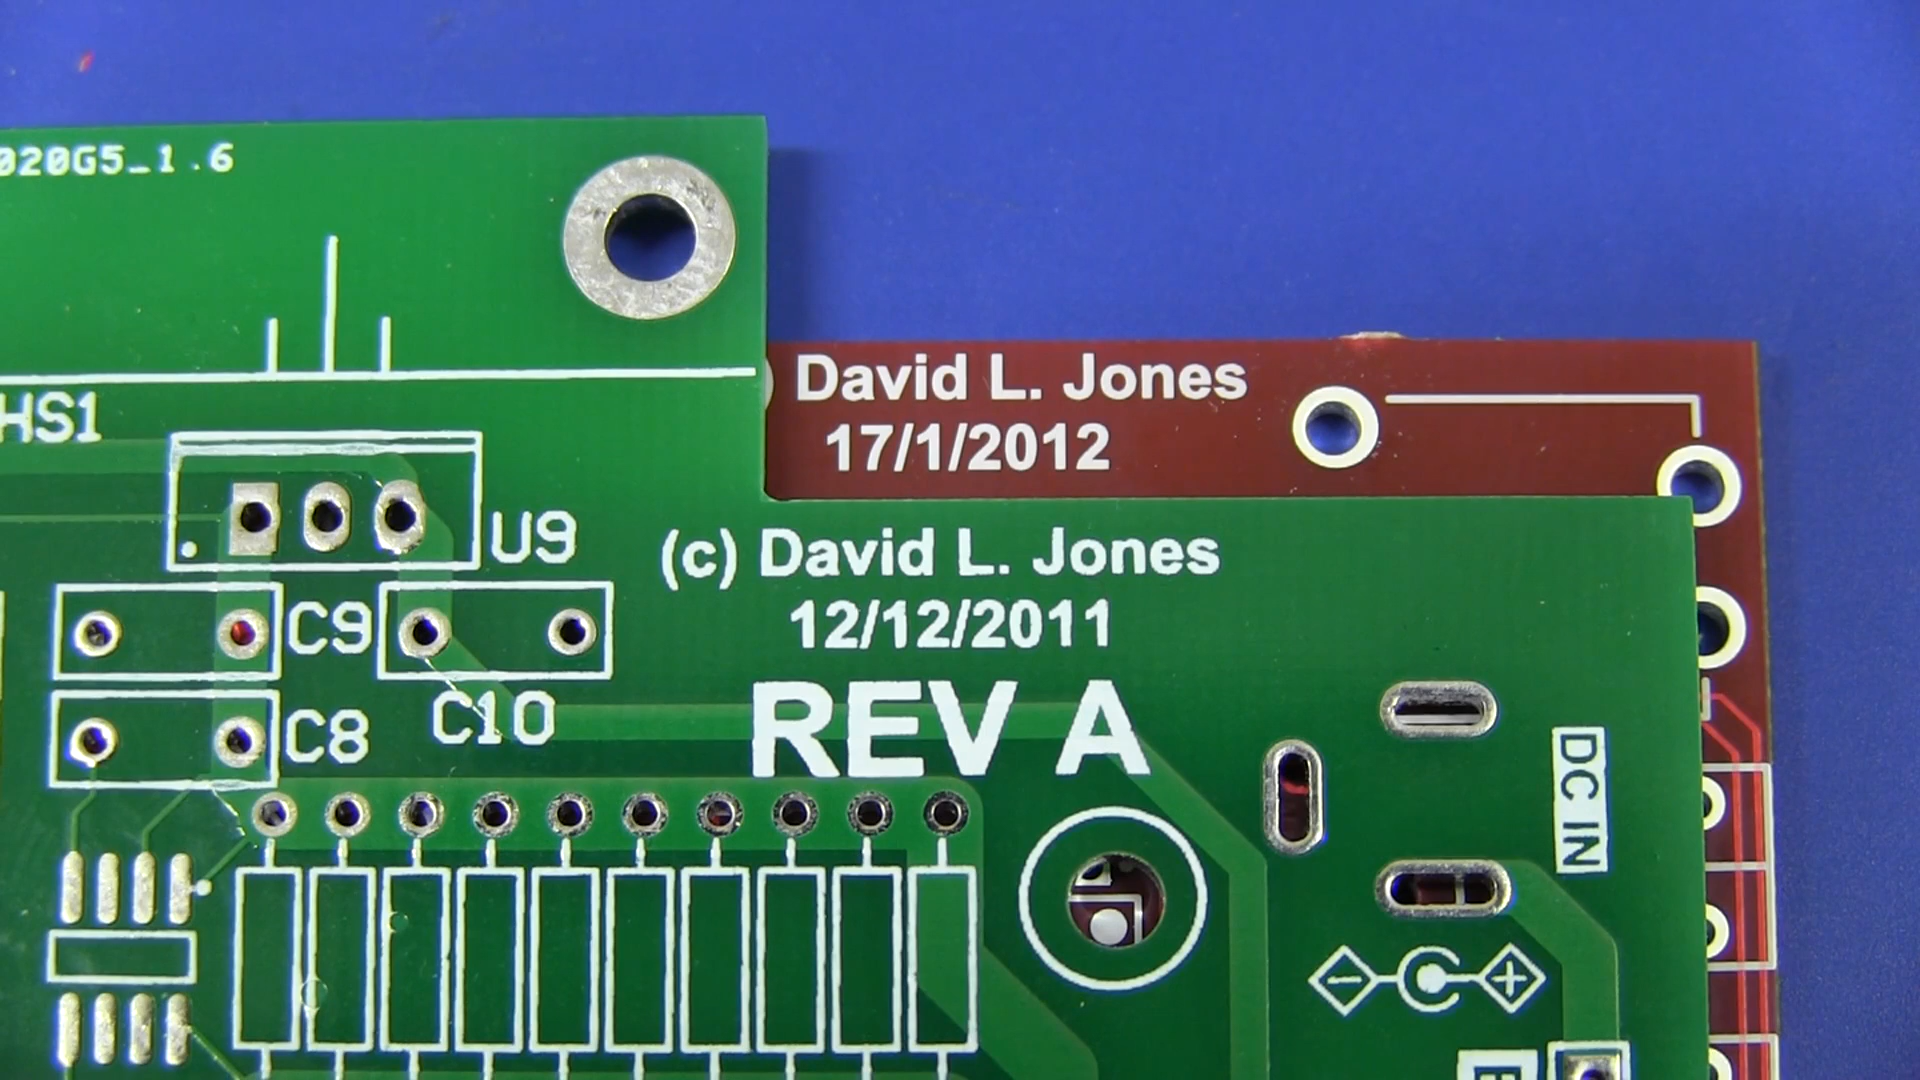 020G5_1.6
David L. Jones
17/1/2012
HS1
U9
(c) David L. Jones
12/12/2011
C9
C10
REV A
C8
DC IN
- +